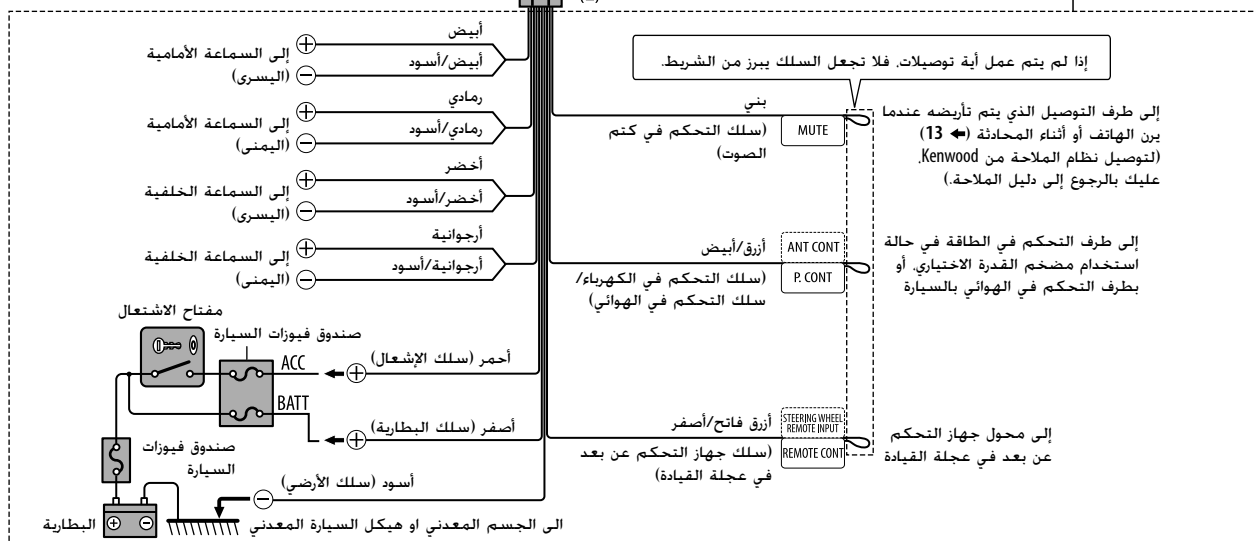 أبيض
أبيض/أسود
إلى السماعة الأمامية
(اليسرى)
رمادي
رمادي/أسود
إلى السماعة الأمامية
(اليمنى)
أخضر
أخضر/أسود
إلى السماعة الخلفية
(اليسرى)
أرجوانية
أرجوانية/أسود
إلى السماعة الخلفية
(اليمنى)
مفتاح الاشتعال
صندوق فيوزات السيارة
ACC
أحمر (سلك الإشعال)
BATT
أصفر (سلك البطارية)
صندوق فيوزات
السيارة
أسود (سلك الأرضي)
الى الجسم المعدني او هيكل السيارة المعدني
البطارية
إذا لم يتم عمل أية توصيلات، فلا تجعل السلك يبرز من الشريط.
بني
MUTE
(سلك التحكم في كتم
الصوت)
إلى طرف التوصيل الذي يتم تأريضه عندما
يرن الهاتف أو أثناء المحادثة (➜ 13)
(لتوصيل نظام الملاحة من Kenwood،
عليك بالرجوع إلى دليل الملاحة.)
أزرق/أبيض
ANT CONT
P. CONT
(سلك التحكم في الكهرباء/
سلك التحكم في الهوائي)
إلى طرف التحكم في الطاقة في حالة
استخدام مضخم القدرة الاختياري، أو
بطرف التحكم في الهوائي بالسيارة
أزرق فاتح/أصفر
STEERING WHEEL
REMOTE INPUT
REMOTE CONT
(سلك جهاز التحكم عن بعد
في عجلة القيادة)
إلى محول جهاز التحكم
عن بعد في عجلة القيادة